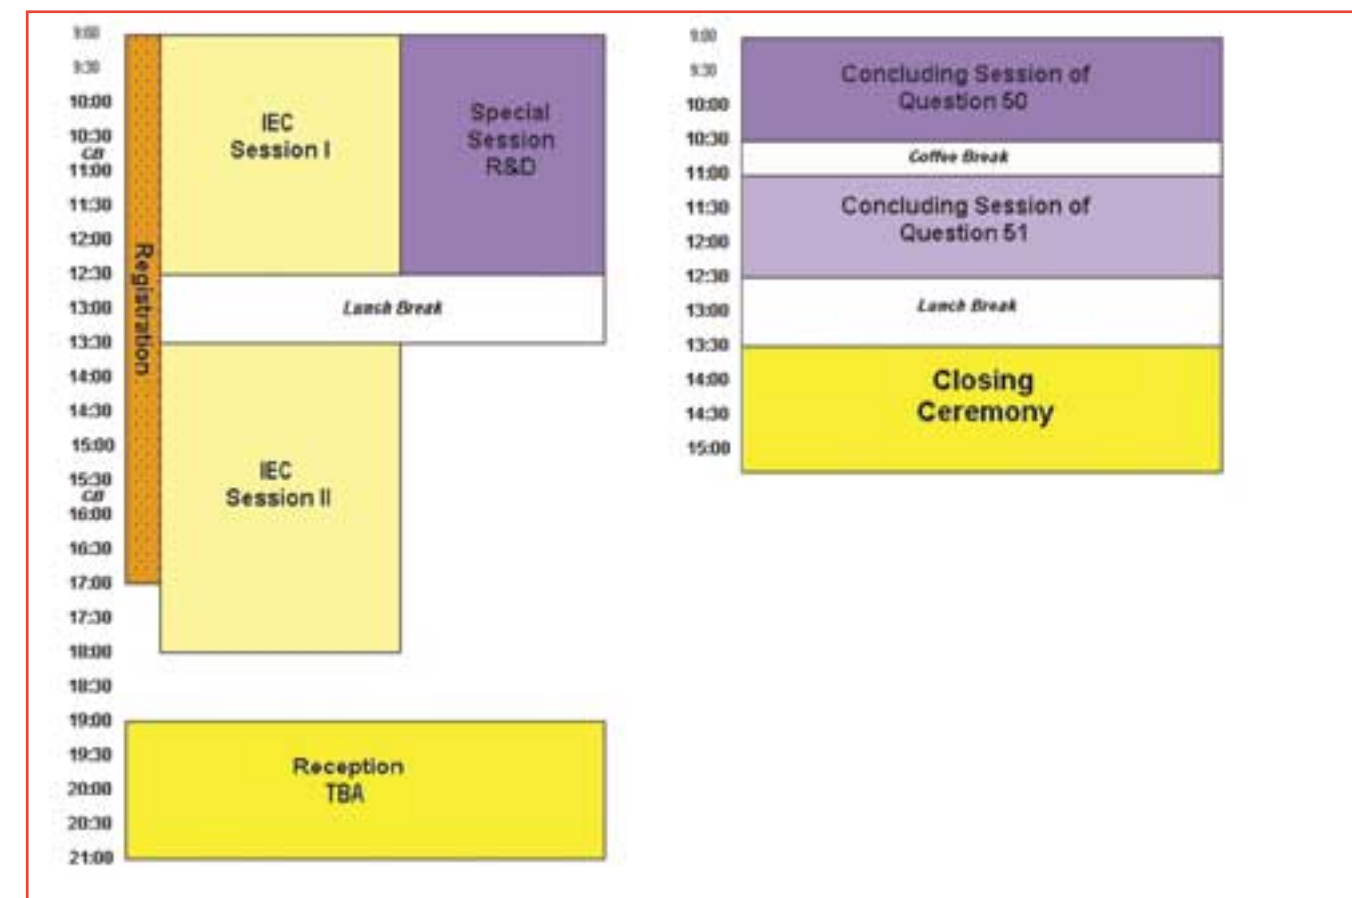 9:00
9:30
10:00
10:30
CB
11:00
11:30
12:00
12:30
13:00
13:30
14:00
14:30
15:00
15:30
CB
16:00
16:30
17:00
17:30
18:00
18:30
19:00
19:30
20:00
20:30
21:00
Registration
IEC
Session I
Special
Session
R&D
Lunch Break
IEC
Session II
Reception
TBA
9:00
9:30
10:00
10:30
11:00
11:30
12:00
12:30
13:00
13:30
14:00
14:30
15:00
Concluding Session of
Question 50
Coffee Break
Concluding Session of
Question 51
Lunch Break
Closing
Ceremony